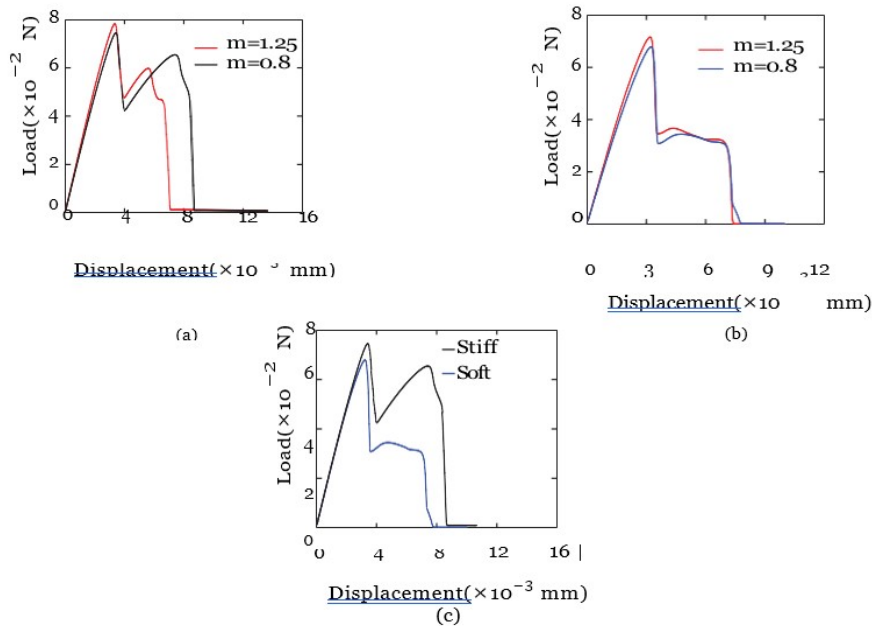 8
6
4
2
0
Load(×10⁻² N)
m=1.25
m=0.8
0 4 8 12 16
Displacement(×10 mm)
(a)
8
6
4
2
0
Load(×10⁻² N)
m=1.25
m=0.8
0 3 6 9 12
Displacement(×10 mm)
(b)
8
6
4
2
0
Load(×10⁻² N)
Stiff
Soft
0 4 8 12 16
Displacement(×10⁻³ mm)
(c)